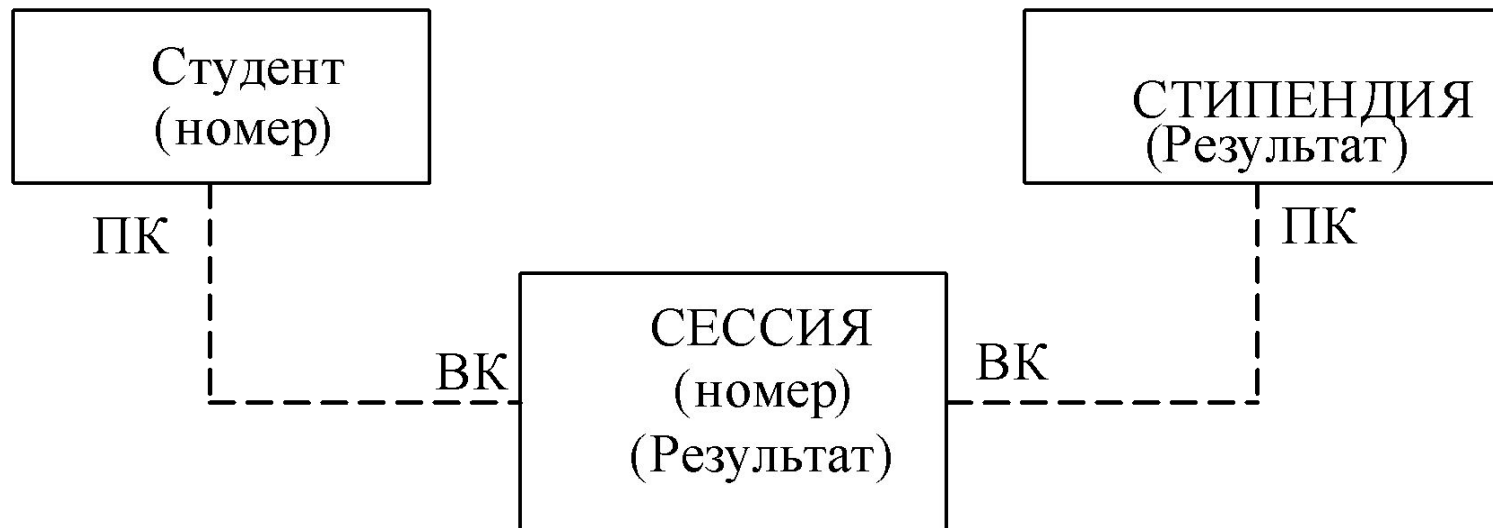 Студент
(номер)
СТИПЕНДИЯ
(Результат)
ПК
ПК
СЕССИЯ
(номер)
(Результат)
ВК
ВК